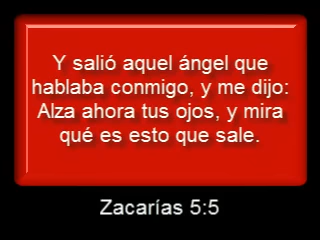 Y salió aquel ángel que
hablaba conmigo, y me dijo:
Alza ahora tus ojos, y mira
qué es esto que sale.
Zacarías 5:5